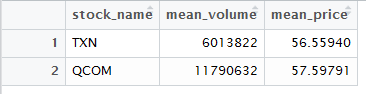 stock_name mean_volume mean_price
1 TXN 6013822 56.55940
2 QCOM 11790632 57.59791